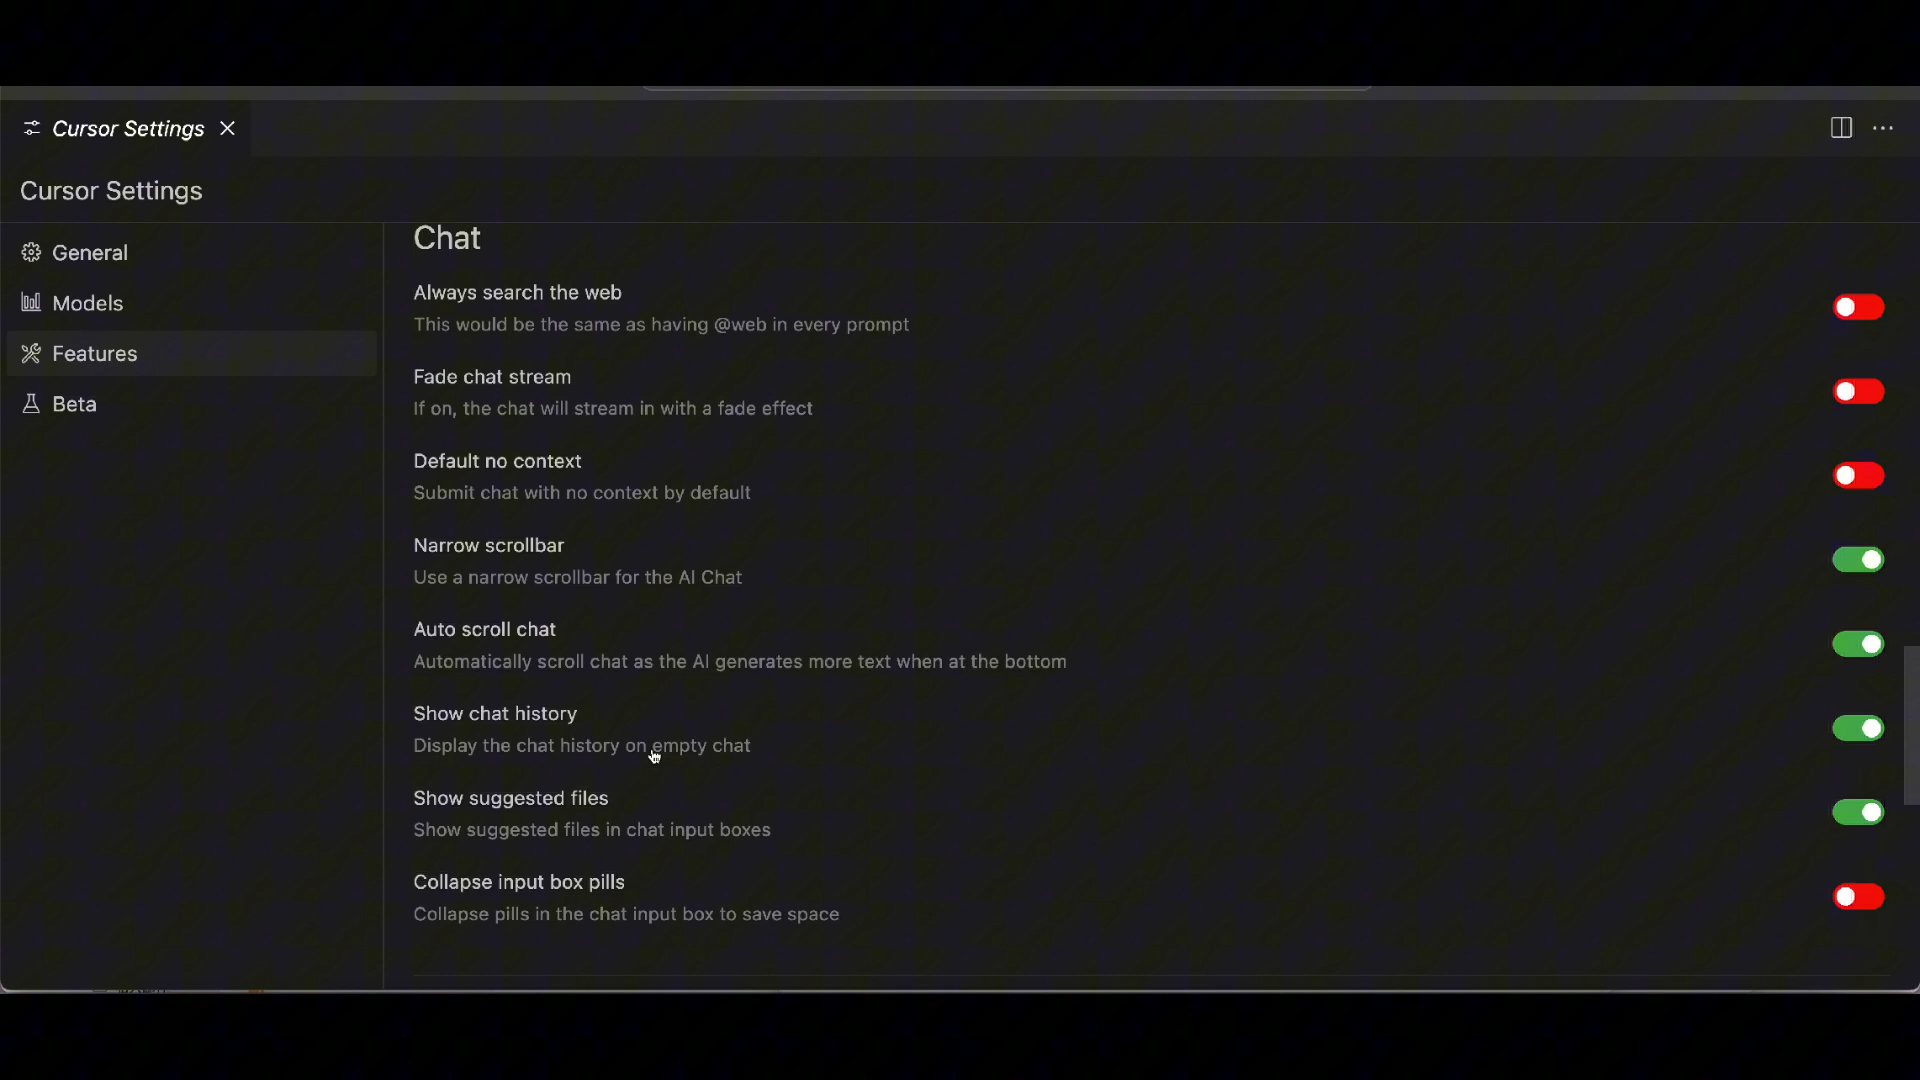 Cursor Settings
Cursor Settings
General
Models
Features
Beta
Chat
Always search the web
This would be the same as having @web in every prompt
Fade chat stream
If on, the chat will stream in with a fade effect
Default no context
Submit chat with no context by default
Narrow scrollbar
Use a narrow scrollbar for the AI Chat
Auto scroll chat
Automatically scroll chat as the AI generates more text when at the bottom
Show chat history
Display the chat history on empty chat
Show suggested files
Show suggested files in chat input boxes
Collapse input box pills
Collapse pills in the chat input box to save space